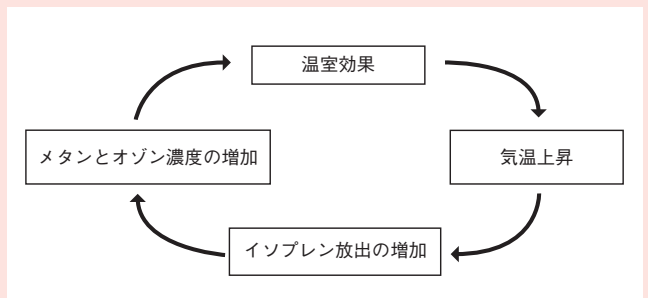 温室効果
気温上昇
イソプレン放出の増加
メタンとオゾン濃度の増加